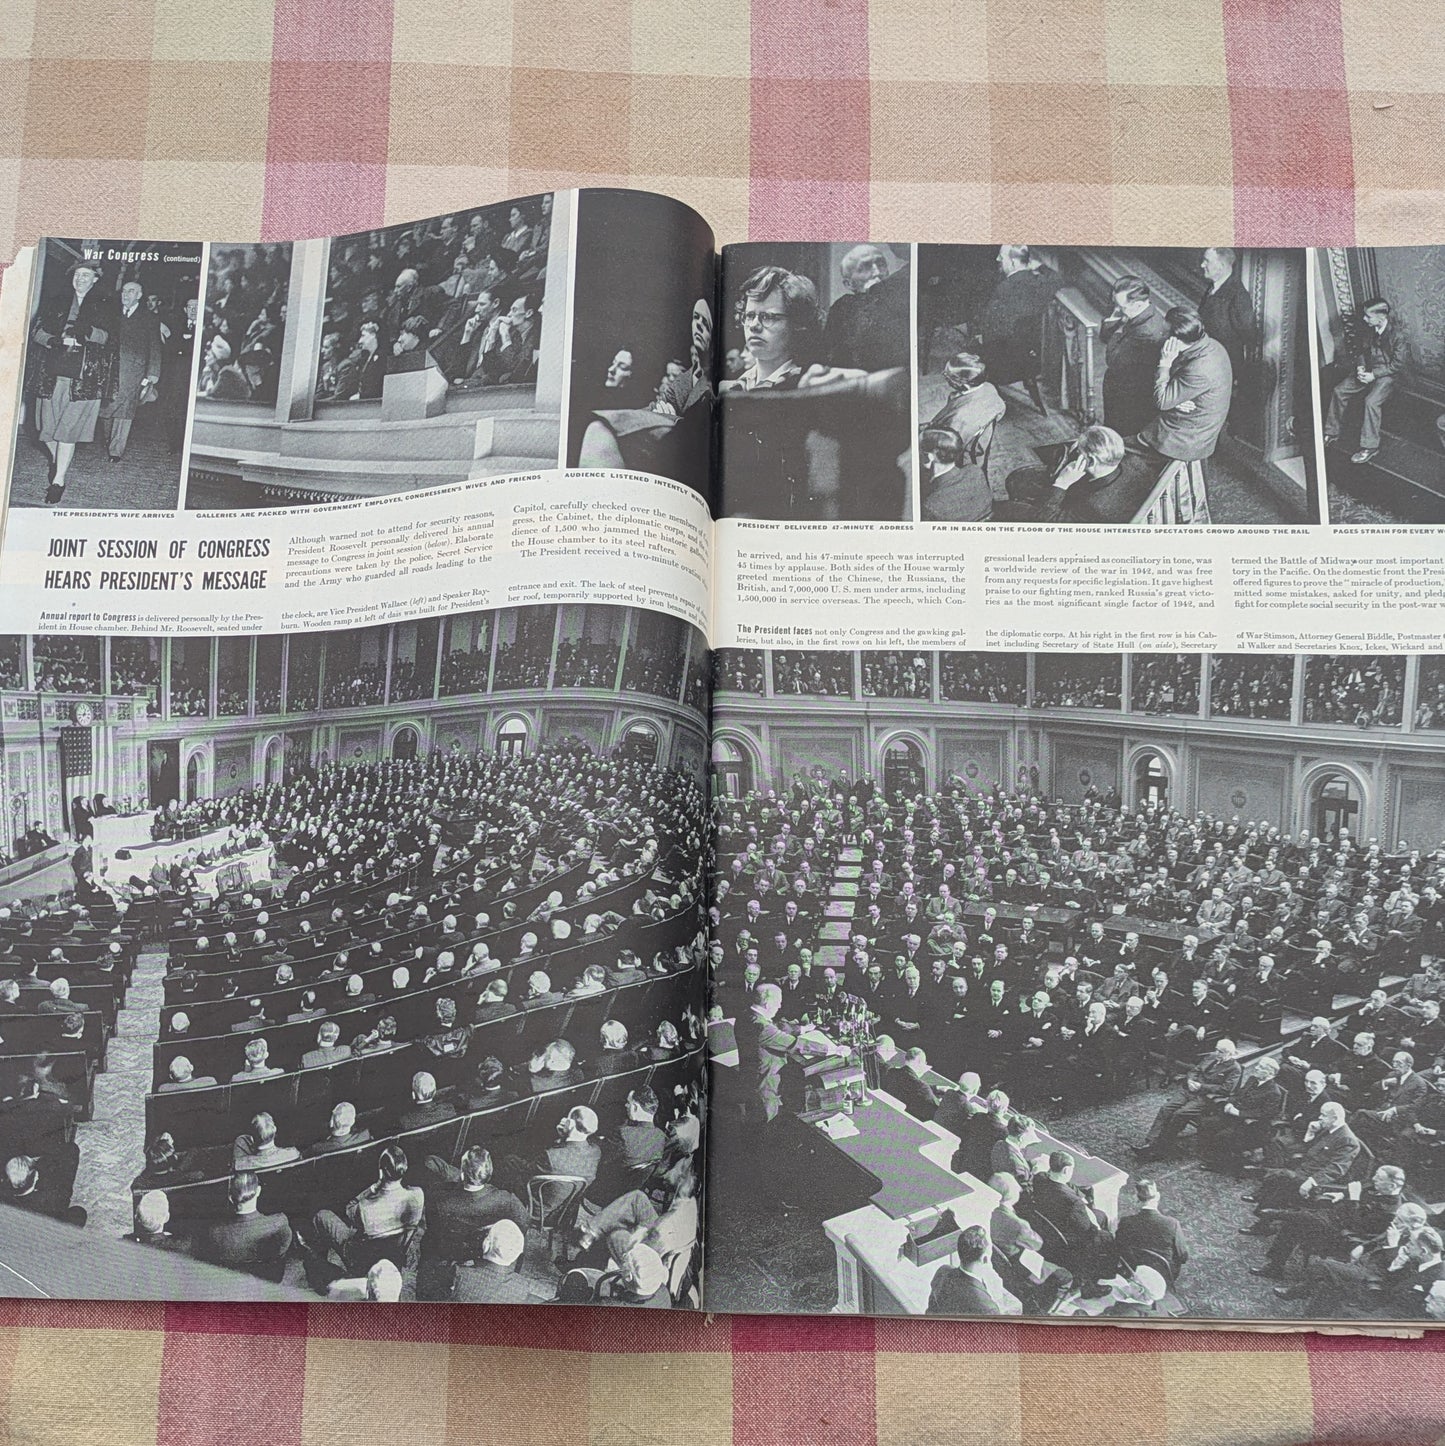 War Congress (continued)
THE PRESIDENT'S WIFE ARRIVES
GALLERIES ARE PACKED WITH GOVERNMENT EMPLOYES, CONGRESSMEN'S WIVES AND FRIENDS
AUDIENCE LISTENED INTENTLY
PRESIDENT DELIVERED 47-MINUTE ADDRESS
FAR IN BACK ON THE FLOOR OF THE HOUSE INTERESTED SPECTATORS CROWD AROUND THE RAIL
PAGES STRAIN FOR EVERY
JOINT SESSION OF CONGRESS
HEARS PRESIDENT'S MESSAGE
Although warned not to attend for security reasons,
President Roosevelt personally delivered his annual
message to Congress in joint session (below). Elaborate
precautions were taken by the police, Secret Service
and the Army who guarded all roads leading to the
Capitol, carefully checked over the members of Con-
gress, the Cabinet, the diplomatic corps, and the
dience of 1,500 who jammed the historic
the House chamber to its steel rafters.
The President received a two-minute ovation
he arrived, and his 47-minute speech was interrupted
45 times by applause. Both sides of the House warmly
greeted mentions of the Chinese, the Russians, the
British, and 7,000,000 U. S. men under arms, including
1,500,000 in service overseas. The speech, which Con-
gressional leaders appraised as conciliatory in tone, was
a worldwide review of the war in 1942, and was free
from any requests for specific legislation. It gave highest
praise to our fighting men, ranked Russia's great victo-
ries as the most significant single factor of 1942, and
termed the Battle of Midway our most important
tory in the Pacific. On the domestic front the Presi
offered figures to prove the "miracle of production,
mitted some mistakes, asked for unity, and pled
fight for complete social security in the post-war
Annual report to Congress is delivered personally by the Pres-
ident in House chamber. Behind Mr. Roosevelt, seated under
the clock, are Vice President Wallace (left) and Speaker Ray-
burn. Wooden ramp at left of dais was built for President's
entrance and exit. The lack of steel prevents repair of
ber roof, temporarily supported by iron beams and
The President faces not only Congress and the gawking gal-
leries, but also, in the first rows on his left, the members of
the diplomatic corps. At his right in the first row is his Cab-
inet including Secretary of State Hull (on aisle), Secretary
of War Stimson, Attorney General Biddle, Postmaster
al Walker and Secretaries Knox, Ickes, Wickard and